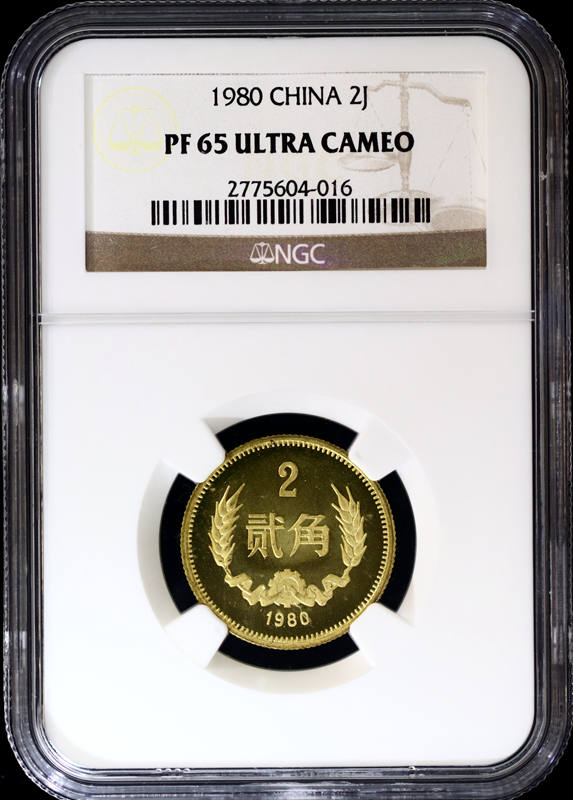 1980 CHINA 2J
PF 65 ULTRA CAMEO
2775604-016
NGC
2
贰角
1980